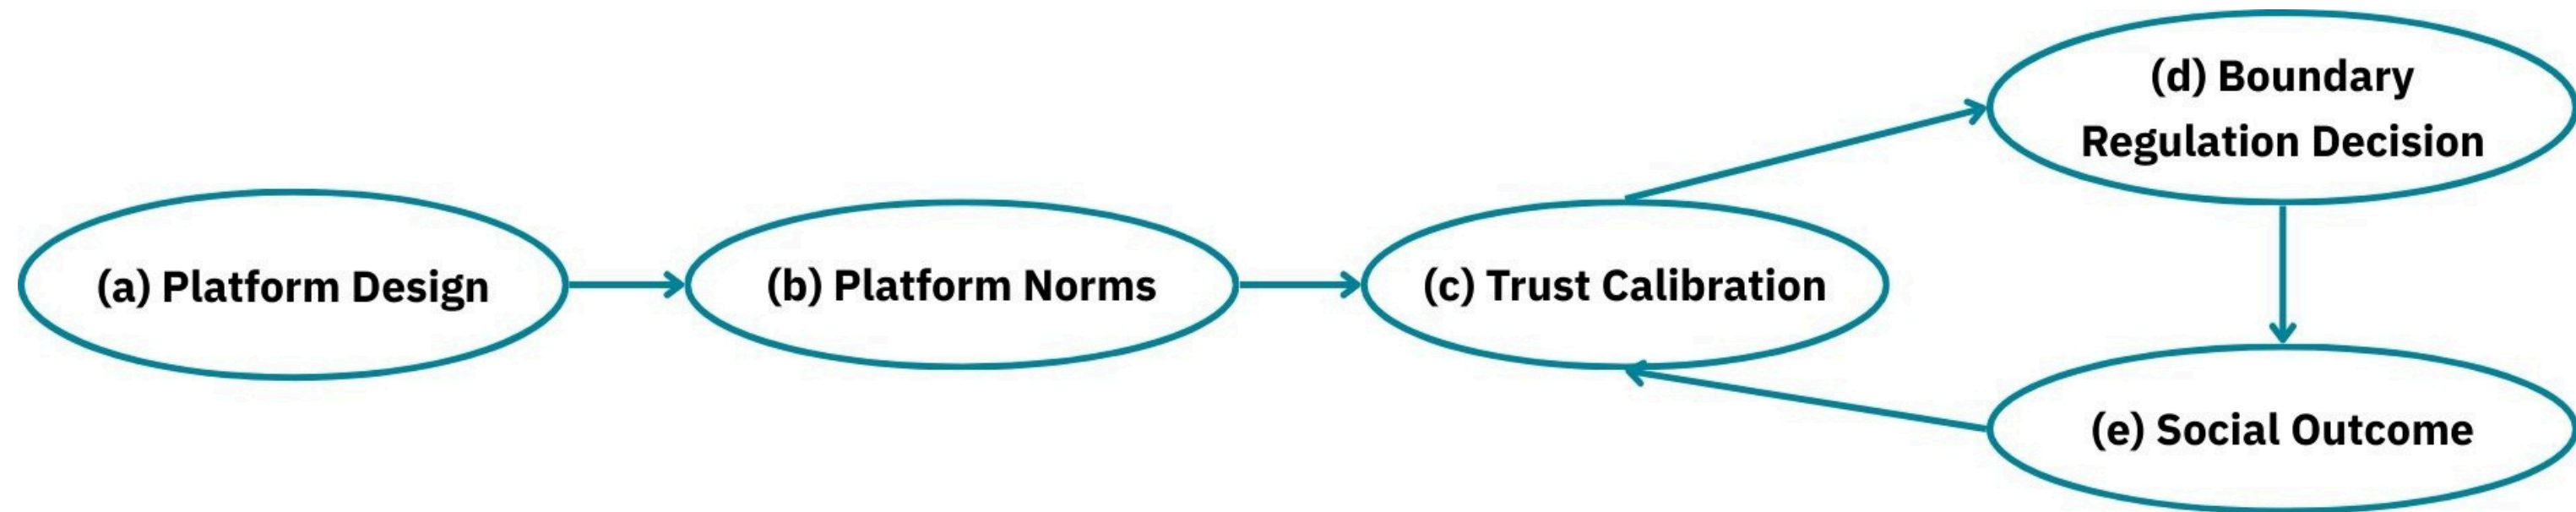 (a) Platform Design
(b) Platform Norms
(c) Trust Calibration
(d) Boundary
Regulation Decision
(e) Social Outcome